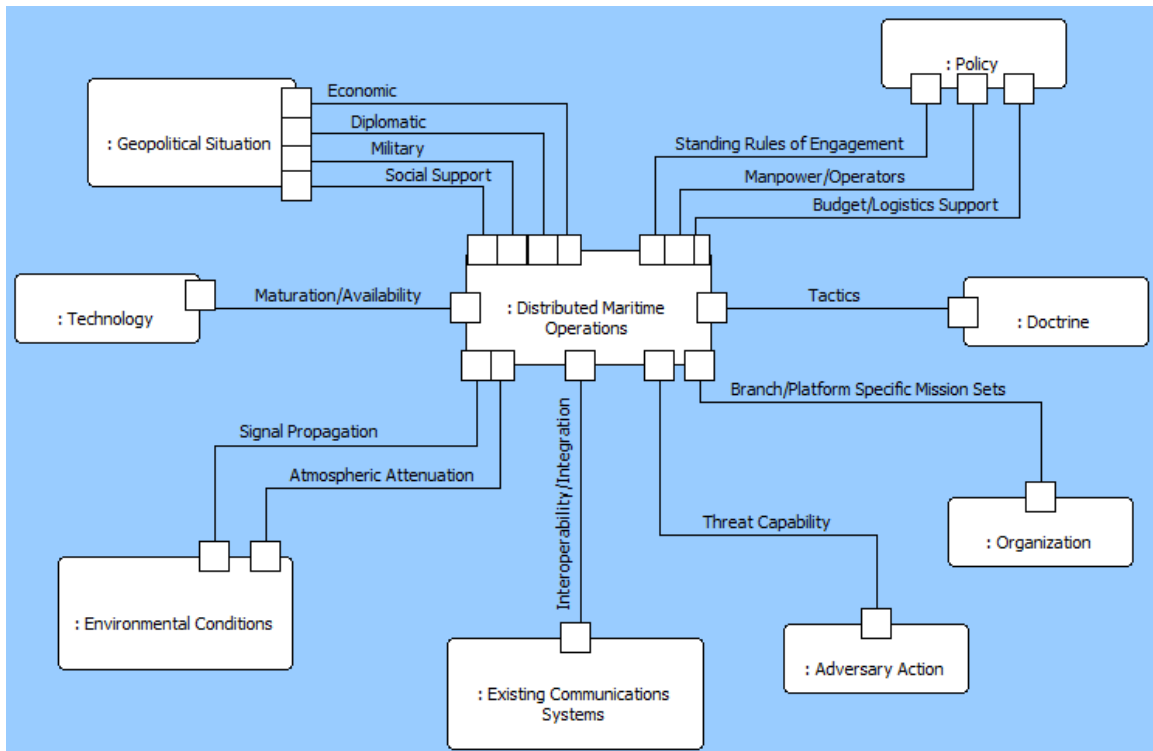 : Policy
Economic
: Geopolitical Situation
Diplomatic
Military
Social Support
Standing Rules of Engagement
Manpower/Operators
Budget/Logistics Support
: Technology
Maturation/Availability
: Distributed Maritime
Operations
Tactics
: Doctrine
Signal Propagation
Atmospheric Attenuation
Interoperability/Integration
Branch/Platform Specific Mission Sets
Threat Capability
: Organization
: Environmental Conditions
: Existing Communications
Systems
: Adversary Action